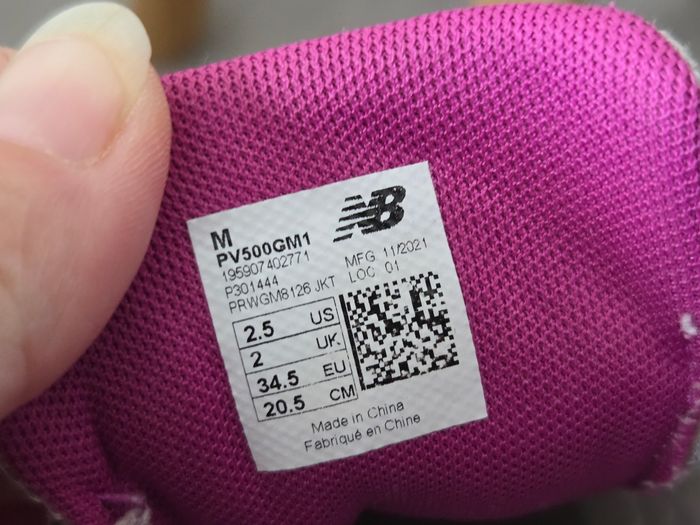 M
NB
PV500GM1
195907402771
MFG 11/2021
P301444
LOC 01
PRWGM8126 JKT
2.5 US
2 UK
34.5 EU
20.5 CM
Made in China
Fabriqué en Chine